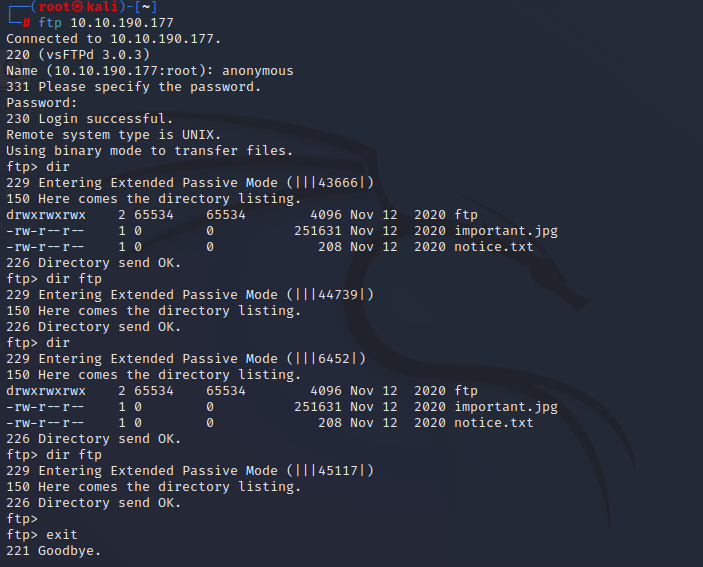 ┌──(root㉿kali)-[~]
└─# ftp 10.10.190.177
Connected to 10.10.190.177.
220 (vsFTPd 3.0.3)
Name (10.10.190.177:root): anonymous
331 Please specify the password.
Password:
230 Login successful.
Remote system type is UNIX.
Using binary mode to transfer files.
ftp> dir
229 Entering Extended Passive Mode (|||43666|)
150 Here comes the directory listing.
drwxrwxrwx    2 65534    65534        4096 Nov 12  2020 ftp
-rw-r--r--    1 0        0          251631 Nov 12  2020 important.jpg
-rw-r--r--    1 0        0             208 Nov 12  2020 notice.txt
226 Directory send OK.
ftp> dir ftp
229 Entering Extended Passive Mode (|||44739|)
150 Here comes the directory listing.
226 Directory send OK.
ftp> dir
229 Entering Extended Passive Mode (|||6452|)
150 Here comes the directory listing.
drwxrwxrwx    2 65534    65534        4096 Nov 12  2020 ftp
-rw-r--r--    1 0        0          251631 Nov 12  2020 important.jpg
-rw-r--r--    1 0        0             208 Nov 12  2020 notice.txt
226 Directory send OK.
ftp> dir ftp
229 Entering Extended Passive Mode (|||45117|)
150 Here comes the directory listing.
226 Directory send OK.
ftp>
ftp> exit
221 Goodbye.